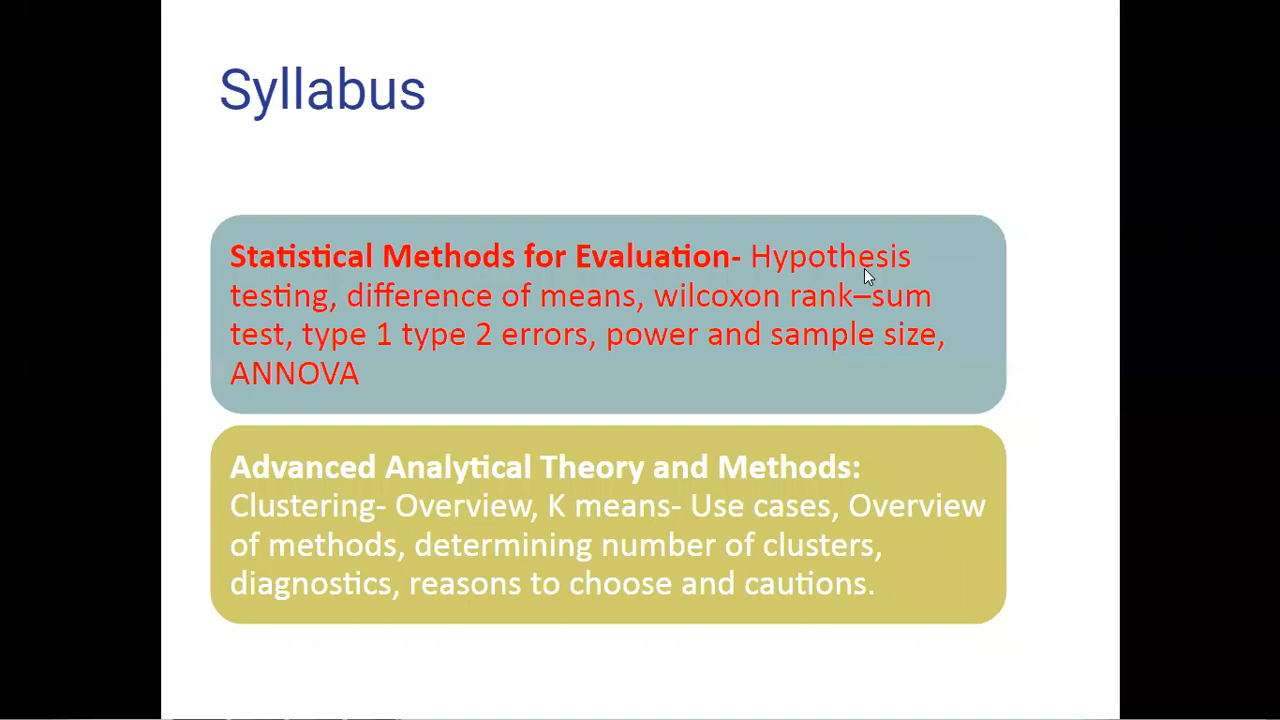 Syllabus
Statistical Methods for Evaluation- Hypothesis
testing, difference of means, wilcoxon rank–sum
test, type 1 type 2 errors, power and sample size,
ANNOVA
Advanced Analytical Theory and Methods:
Clustering- Overview, K means- Use cases, Overview
of methods, determining number of clusters,
diagnostics, reasons to choose and cautions.